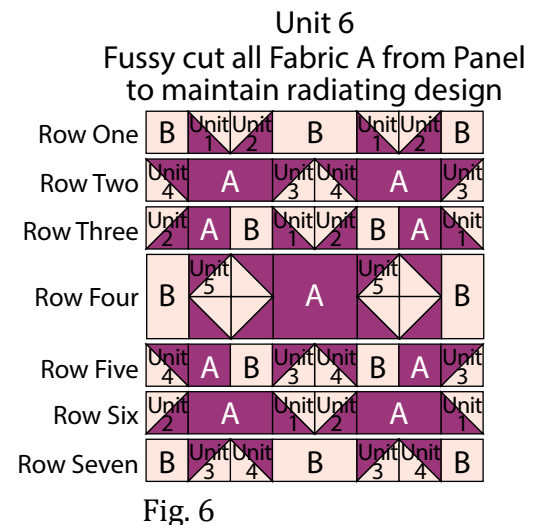 Unit 6
Fussy cut all Fabric A from Panel
to maintain radiating design
Row One B Unit 1 Unit 2 B Unit 1 Unit 2 B
Row Two Unit 4 A Unit 3 Unit 4 A Unit 3
Row Three Unit 2 A B Unit 1 Unit 2 B A Unit 1
Row Four B Unit 5 A Unit 5 B
Row Five Unit 4 A B Unit 3 Unit 4 B A Unit 3
Row Six Unit 2 A Unit 1 Unit 2 A Unit 1
Row Seven B Unit 3 Unit 4 B Unit 3 Unit 4 B
Fig. 6